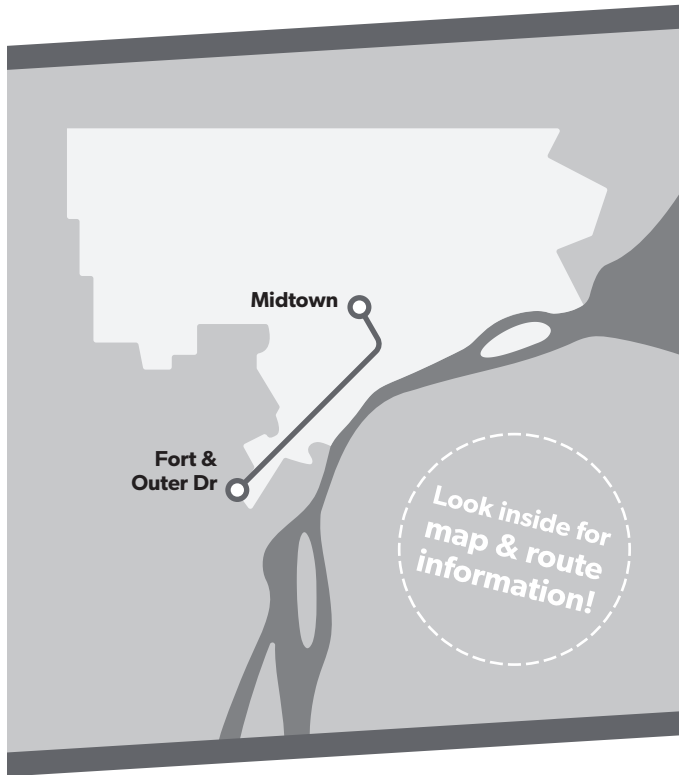 Midtown
Fort &
Outer Dr
Look inside for
map & route
information!